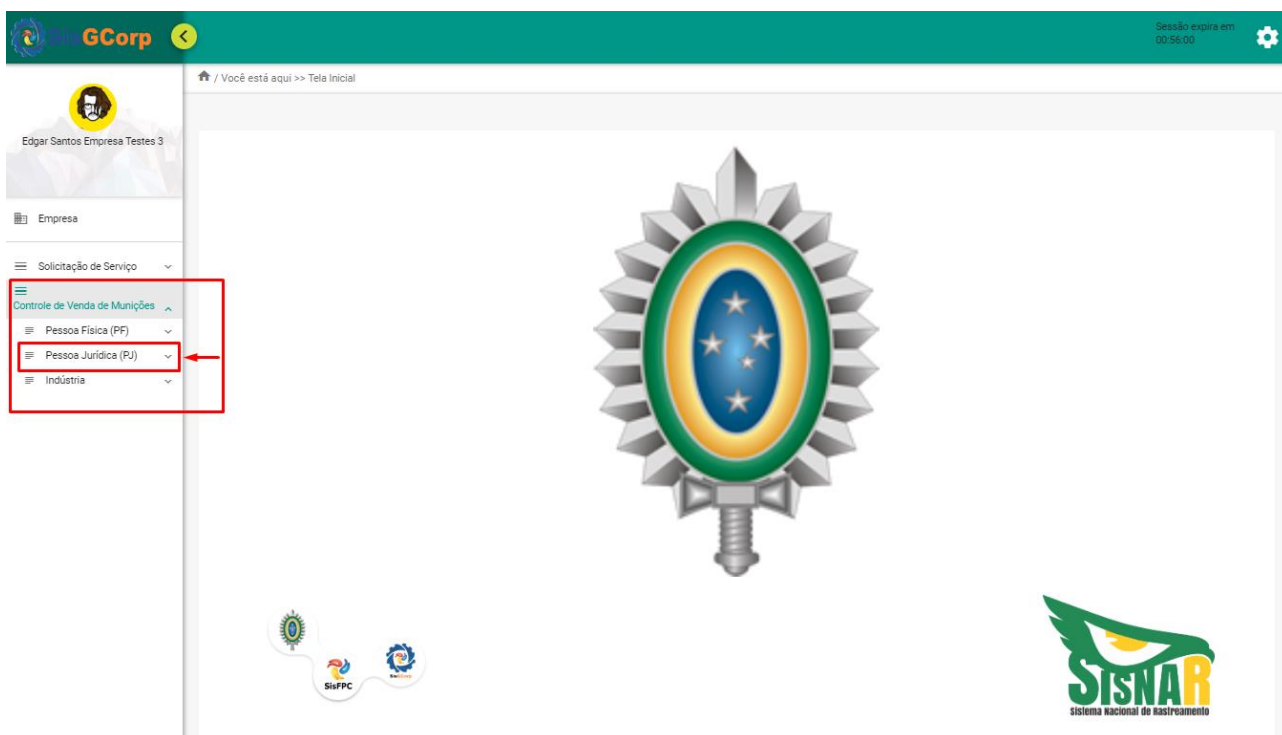 SisGCorp
Sessão expira em
00:56:00
/ Você está aqui >> Tela Inicial
Edgar Santos Empresa Testes 3
Empresa
Solicitação de Serviço
Controle de Venda de Munições
Pessoa Física (PF)
Pessoa Jurídica (PJ)
Indústria
SisFPC
SisGCorp
SISNAR
Sistema Nacional de Rastreamento